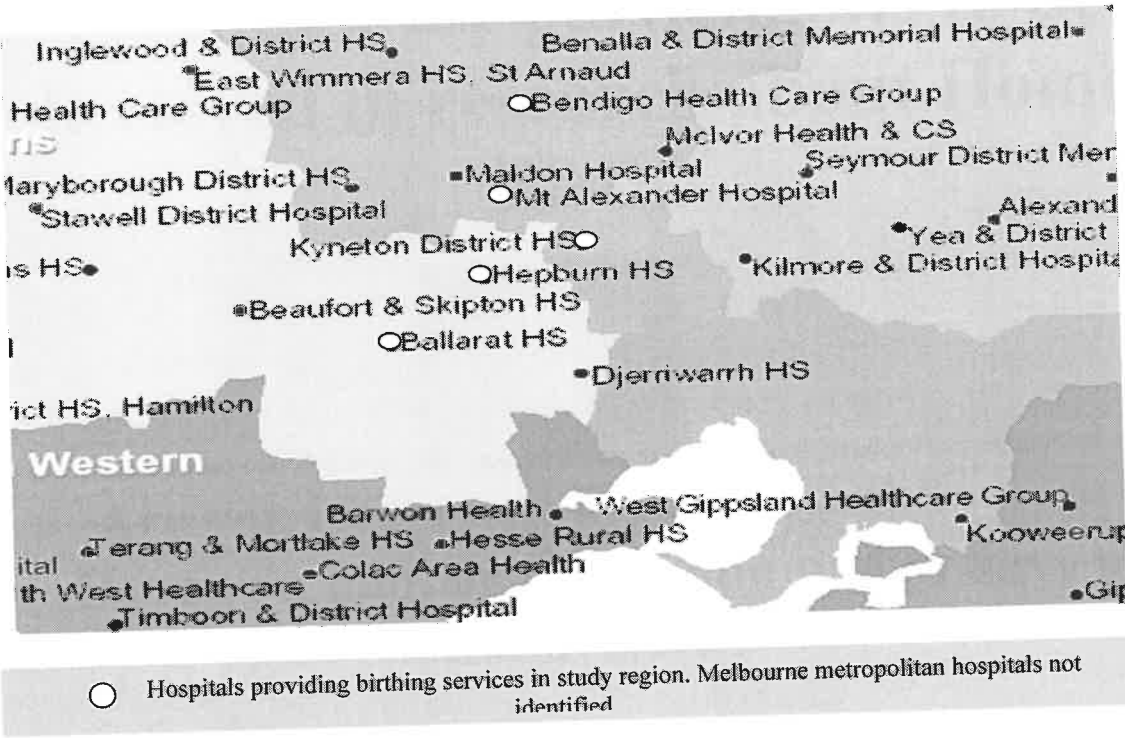 Inglewood & District HS
Benalla & District Memorial Hospital
East Wimmera HS, St Arnaud
Health Care Group
Bendigo Health Care Group
ns
McIvor Health & CS
Seymour District Mer
Maryborough District HS
Maldon Hospital
Mt Alexander Hospital
Stawell District Hospital
Alexand
Kyneton District HS
Yea & District
ns HS
Hepburn HS
Kilmore & District Hospita
Beaufort & Skipton HS
Ballarat HS
Djerriwarrh HS
ict HS, Hamilton
Western
Barwon Health
West Gippsland Healthcare Group
Kooweerup
Terang & Mortlake HS
Hesse Rural HS
ital
Colac Area Health
th West Healthcare
Gip
Timboon & District Hospital
Hospitals providing birthing services in study region. Melbourne metropolitan hospitals not
identified